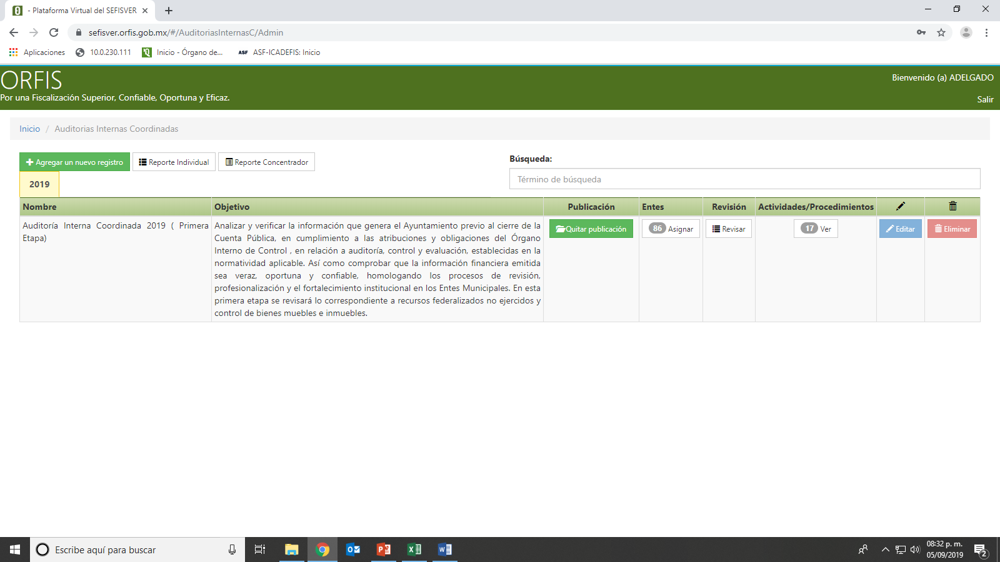 - Plataforma Virtual del SEFISVER
sefisver.orfis.gob.mx/#/AuditoriasInternasC/Admin
Aplicaciones
10.0.230.111
Inicio - Órgano de...
ASF ASF-ICADEFIS: Inicio
ORFIS
Bienvenido (a) ADELGADO
Por una Fiscalización Superior, Confiable, Oportuna y Eficaz.
Salir
Inicio / Auditorias Internas Coordinadas
Agregar un nuevo registro
Reporte Individual
Reporte Concentrador
Búsqueda:
Término de búsqueda
2019
Nombre Objetivo Publicación Entes Revisión Actividades/Procedimientos
Auditoría Interna Coordinada 2019 ( Primera
Etapa)
Analizar y verificar la información que genera el Ayuntamiento previo al cierre de la
Cuenta Pública, en cumplimiento a las atribuciones y obligaciones del Órgano
Interno de Control , en relación a auditoría, control y evaluación, establecidas en la
normatividad aplicable. Así como comprobar que la información financiera emitida
sea veraz, oportuna y confiable, homologando los procesos de revisión,
profesionalización y el fortalecimiento institucional en los Entes Municipales. En esta
primera etapa se revisará lo correspondiente a recursos federalizados no ejercidos y
control de bienes muebles e inmuebles.
Quitar publicación
86 Asignar
Revisar
17 Ver
Editar
Eliminar
Escribe aquí para buscar
08:32 p. m.
05/09/2019
2